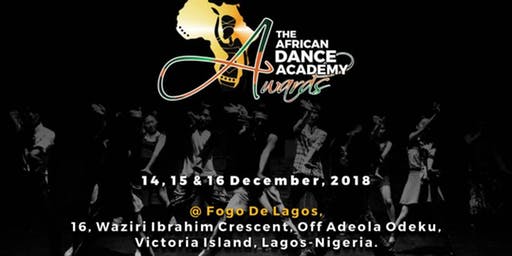 THE
AFRICAN
DANCE
ACADEMY
Awards
14, 15 & 16 December, 2018
@ Fogo De Lagos,
16, Waziri Ibrahim Crescent, Off Adeola Odeku,
Victoria Island, Lagos-Nigeria.